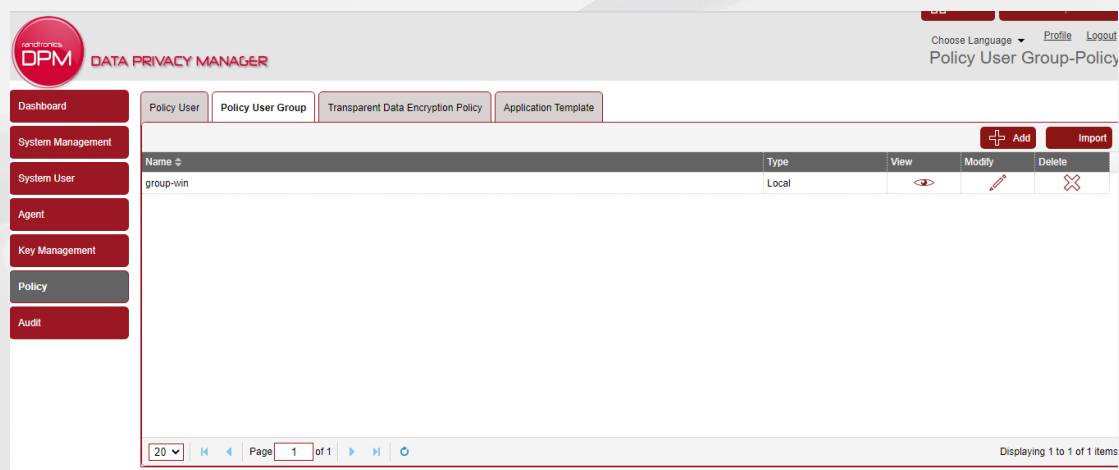 randtronics
DPM DATA PRIVACY MANAGER
Choose Language Profile Logout
Policy User Group-Policy
Dashboard
System Management
System User
Agent
Key Management
Policy
Audit
Policy User Policy User Group Transparent Data Encryption Policy Application Template
Add Import
Name Type View Modify Delete
group-win Local
20 Page 1 of 1 Displaying 1 to 1 of 1 items